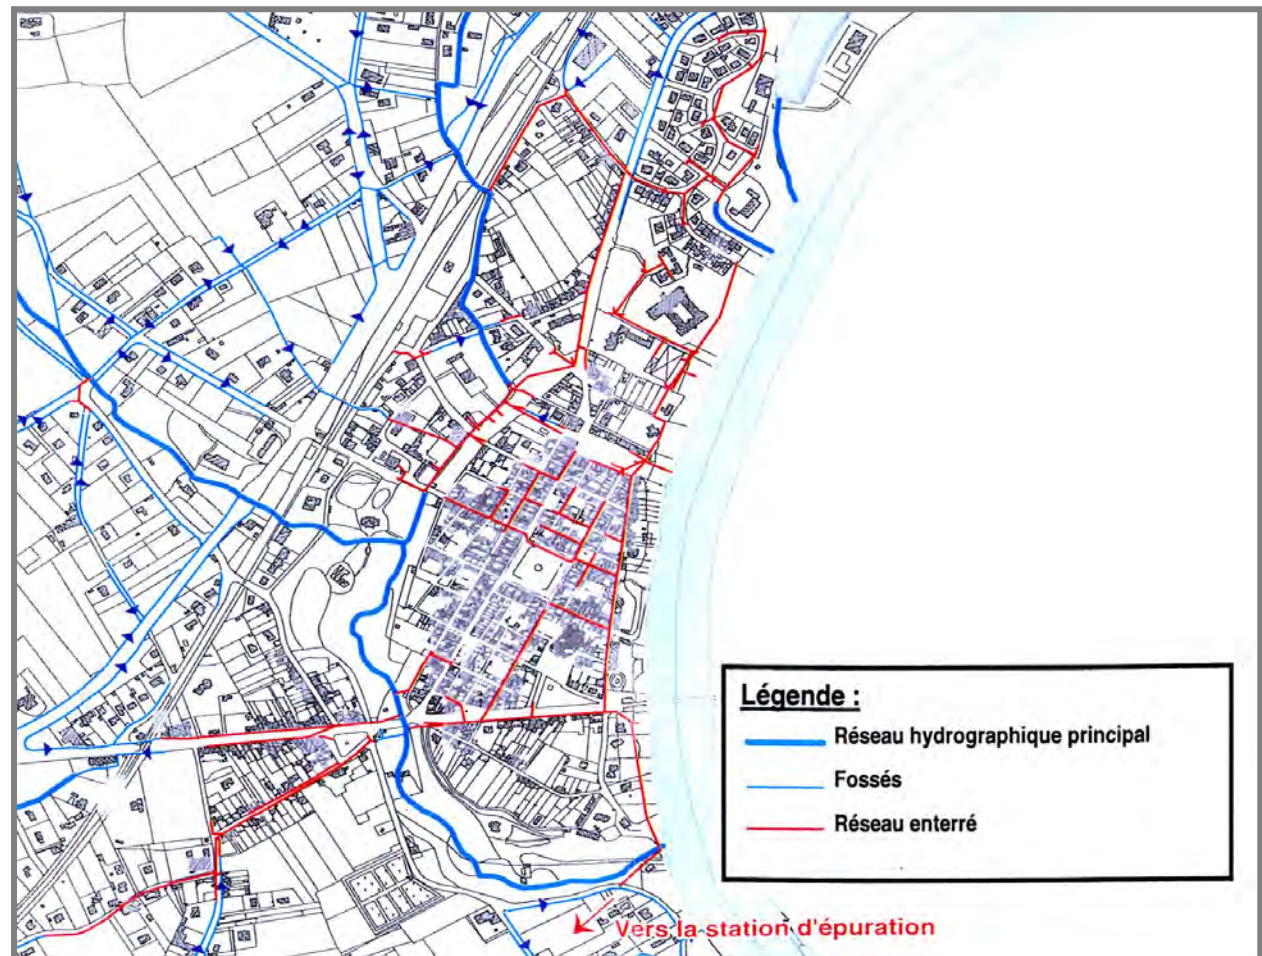 Légende :
Réseau hydrographique principal
Fossés
Réseau enterré
Vers la station d'épuration